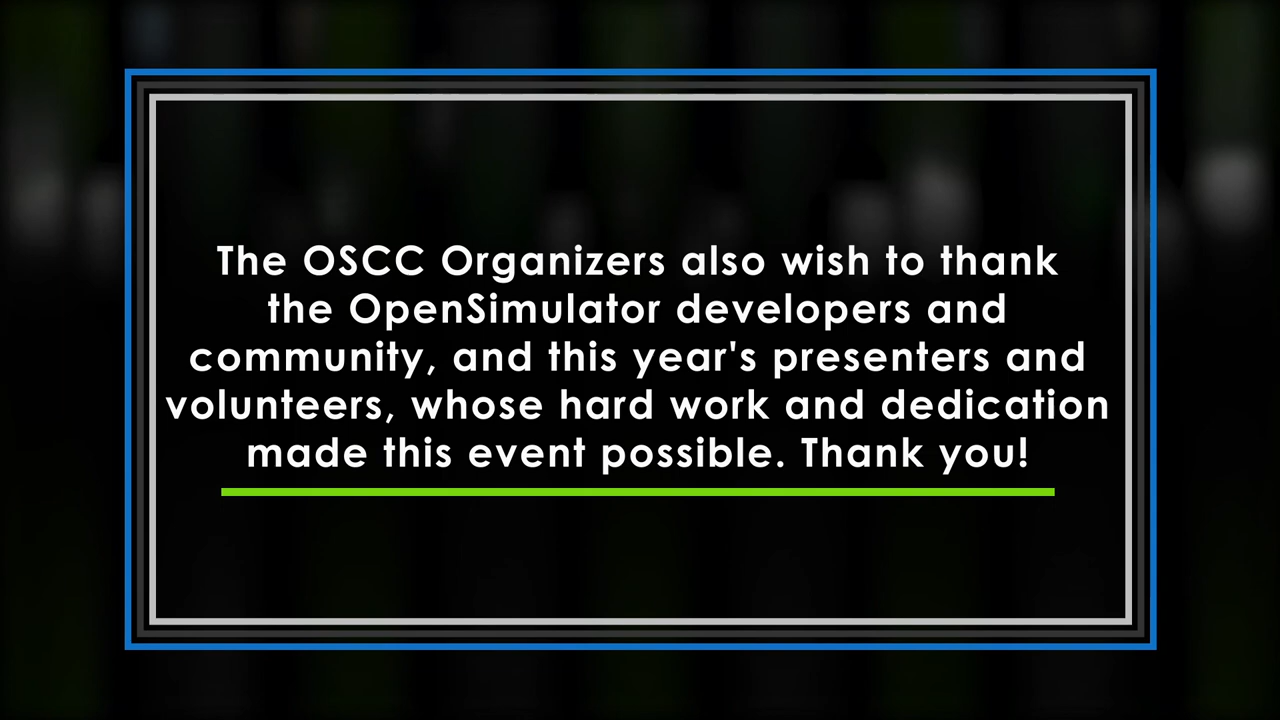 The OSCC Organizers also wish to thank
the OpenSimulator developers and
community, and this year's presenters and
volunteers, whose hard work and dedication
made this event possible. Thank you!